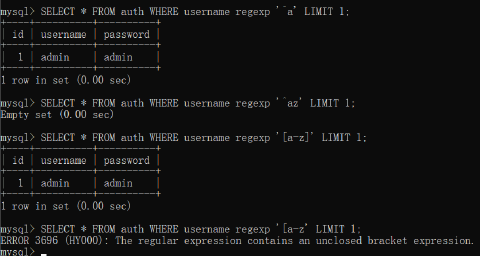 mysql> SELECT * FROM auth WHERE username regexp '^a' LIMIT 1;
+----+----------+----------+
| id | username | password |
+----+----------+----------+
| 1 | admin | admin |
+----+----------+----------+
1 row in set (0.00 sec)
mysql> SELECT * FROM auth WHERE username regexp '^az' LIMIT 1;
Empty set (0.00 sec)
mysql> SELECT * FROM auth WHERE username regexp '[a-z]' LIMIT 1;
+----+----------+----------+
| id | username | password |
+----+----------+----------+
| 1 | admin | admin |
+----+----------+----------+
1 row in set (0.00 sec)
mysql> SELECT * FROM auth WHERE username regexp '[a-z' LIMIT 1;
ERROR 3696 (HY000): The regular expression contains an unclosed bracket expression.
mysql>